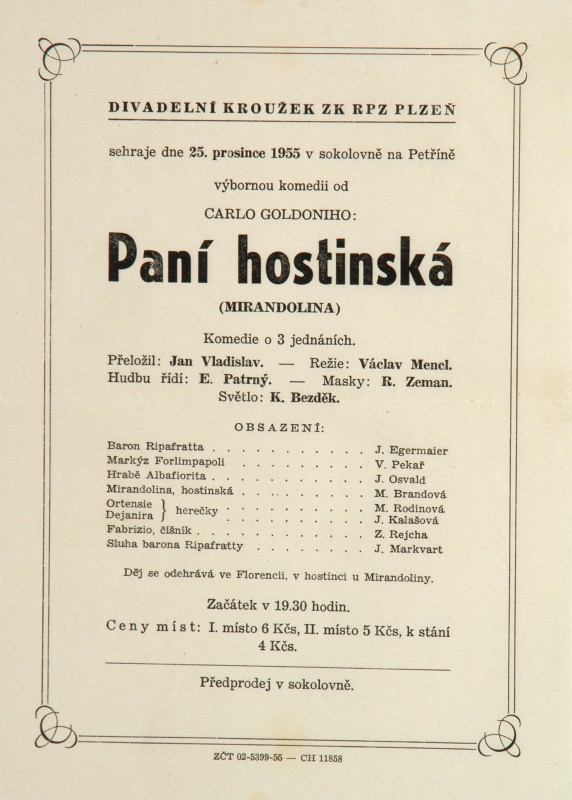 DIVADELNÍ KROUŽEK ZK RPZ PLZEŇ
sehraje dne 25. prosince 1955 v sokolovně na Petříně
výbornou komedii od
CARLO GOLDONIHO:
Paní hostinská
(MIRANDOLINA)
Komedie o 3 jednáních.
Přeložil: Jan Vladislav. — Režie: Václav Mencl.
Hudbu řídí: E. Patrný. — Masky: R. Zeman.
Světlo: K. Bezděk.
OBSAZENÍ:
Baron Ripafratta . . . . . . . . . . . J. Egermaier
Markýz Forlimpapoli . . . . . . . . . V. Pekař
Hrabě Albafiorita . . . . . . . . . . . J. Osvald
Mirandolina, hostinská . . . . . . . . . M. Brandová
Ortensie } herečky . . . . . . . . . . M. Rodinová
Dejanira } . . . . . . . . . . J. Kalašová
Fabrizio, číšník . . . . . . . . . . . . Z. Rejcha
Sluha barona Ripafratty . . . . . . . . J. Markvart
Děj se odehrává ve Florencii, v hostinci u Mirandoliny.
Začátek v 19.30 hodin.
Ceny míst: I. místo 6 Kčs, II. místo 5 Kčs, k stání
4 Kčs.
Předprodej v sokolovně.
ZČT 02-5399-55 — CH 11858